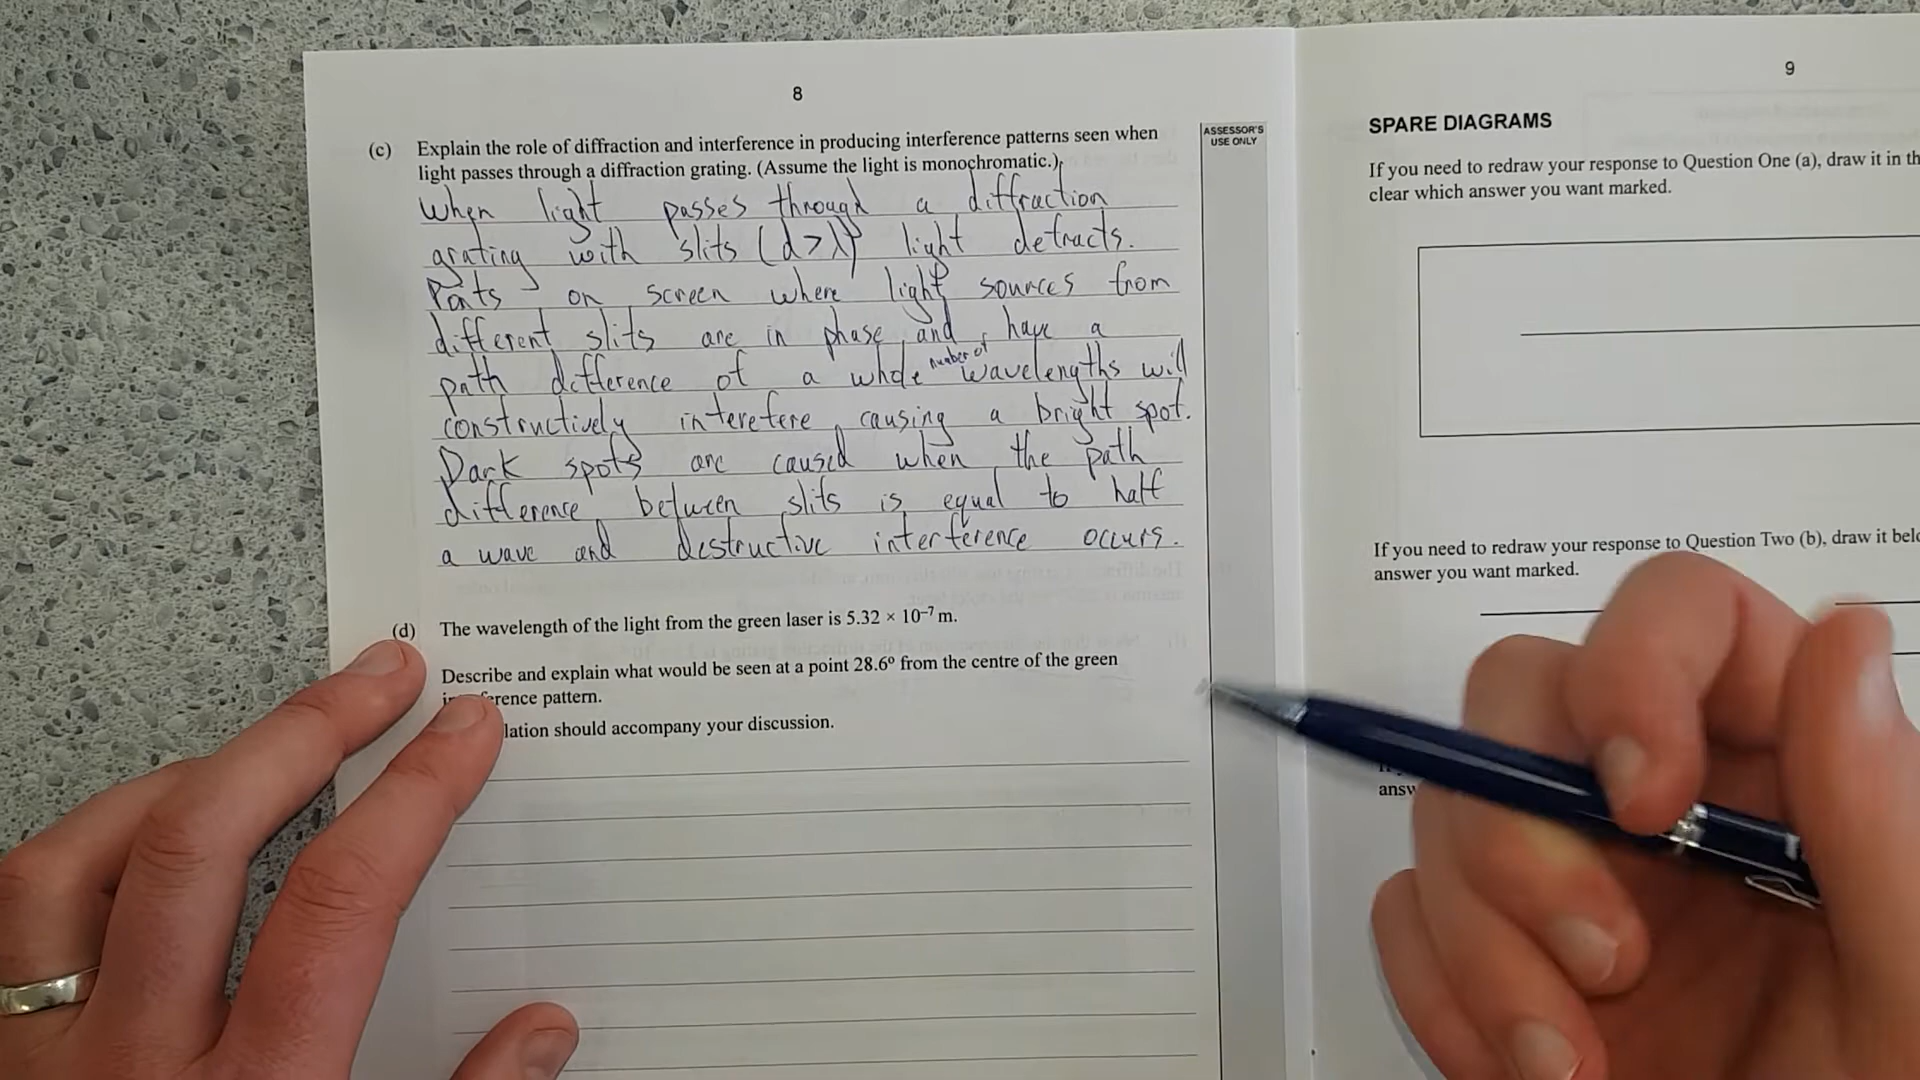 8
(c) Explain the role of diffraction and interference in producing interference patterns seen when
light passes through a diffraction grating. (Assume the light is monochromatic.)
ASSESSOR'S
USE ONLY
When light passes through a diffraction
grating with slits (d>λ) light defracts.
Ponts on screen where light sources from
different slits are in phase and have a
path difference of a whole number of wavelengths will
constructively interefere causing a bright spot.
Dark spots are caused when the path
difference between slits is equal to half
a wave and destructive interference occurs.
(d) The wavelength of the light from the green laser is 5.32 × 10⁻⁷ m.
Describe and explain what would be seen at a point 28.6º from the centre of the green
pattern.
should accompany your discussion.
9
SPARE DIAGRAMS
If you need to redraw your response to Question One (a), draw it in
clear which answer you want marked.
If you need to redraw your response to Question Two (b), draw it
answer you want marked.